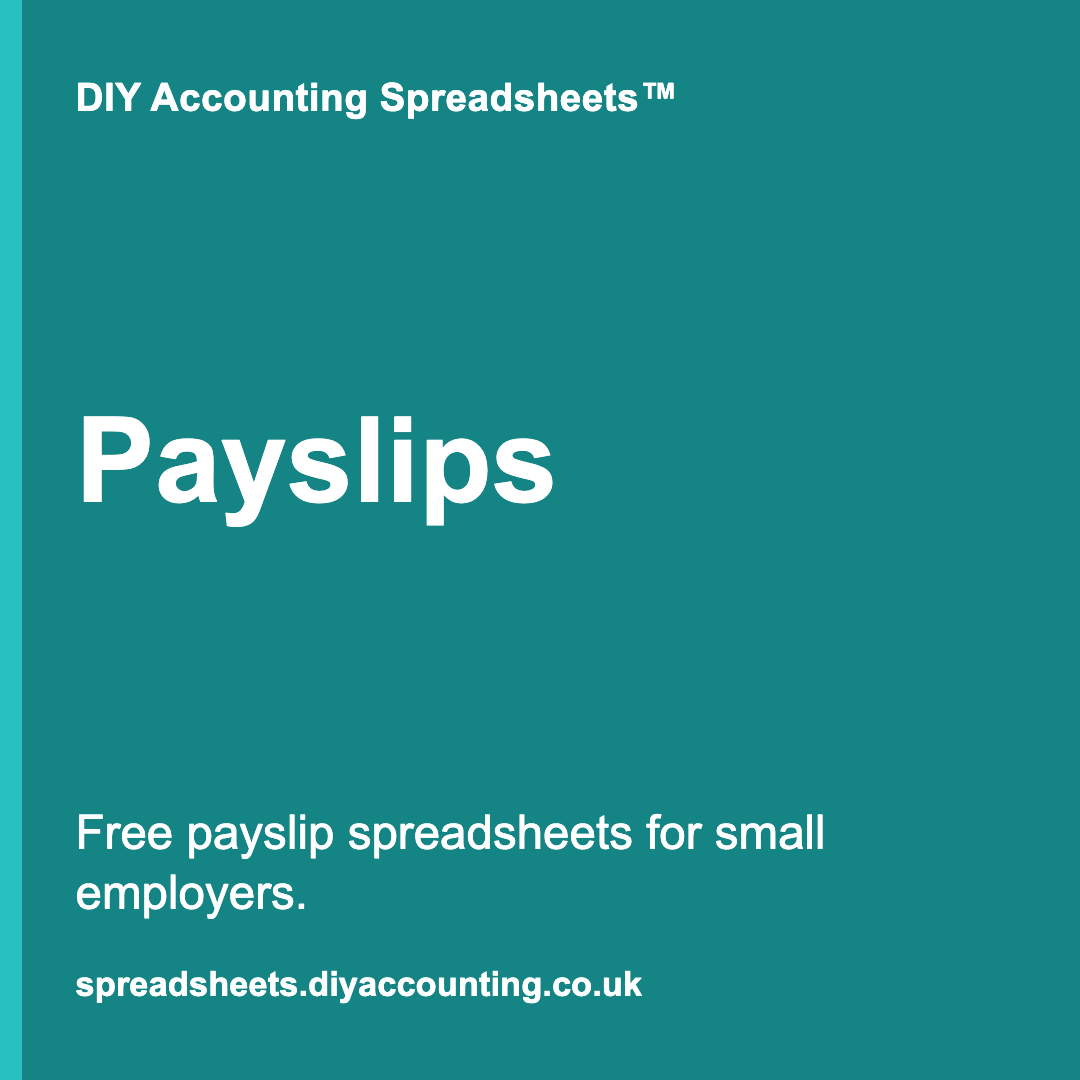 DIY Accounting Spreadsheets™
Payslips
Free payslip spreadsheets for small
employers.
spreadsheets.diyaccounting.co.uk